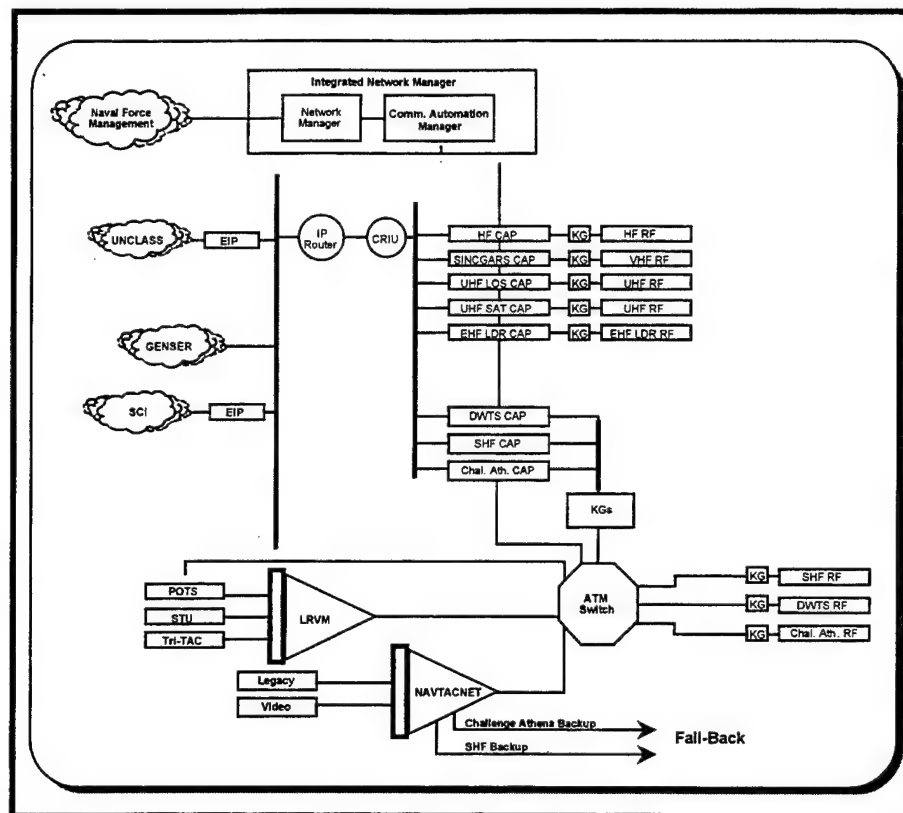 Integrated Network Manager
Naval Force
Management
Network
Manager
Comm. Automation
Manager
UNCLASS
EIP
IP
Router
CRIU
HF CAP
KG
HF RF
SINCGARS CAP
KG
VHF RF
UHF LOS CAP
KG
UHF RF
UHF SAT CAP
KG
UHF RF
EHF LDR CAP
KG
EHF LDR RF
GENSER
SCI
EIP
DWTS CAP
SHF CAP
Chal. Ath. CAP
KGs
POTS
STU
Tri-TAC
LRVM
ATM
Switch
KG
SHF RF
KG
DWTS RF
KG
Chal. Ath. RF
Legacy
Video
NAVTACNET
Challenge Athena Backup
SHF Backup
Fall-Back